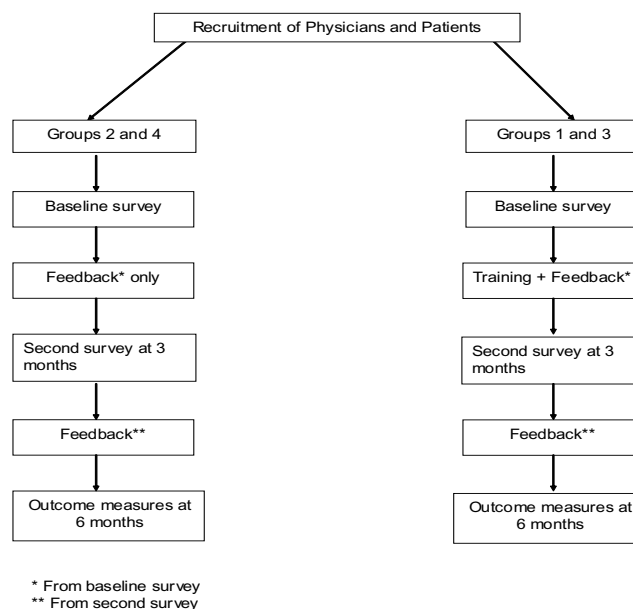 Recruitment of Physicians and Patients
Groups 2 and 4
Groups 1 and 3
Baseline survey
Baseline survey
Feedback* only
Training + Feedback*
Second survey at 3
months
Second survey at 3
months
Feedback**
Feedback**
Outcome measures at
6 months
Outcome measures at
6 months
* From baseline survey
** From second survey